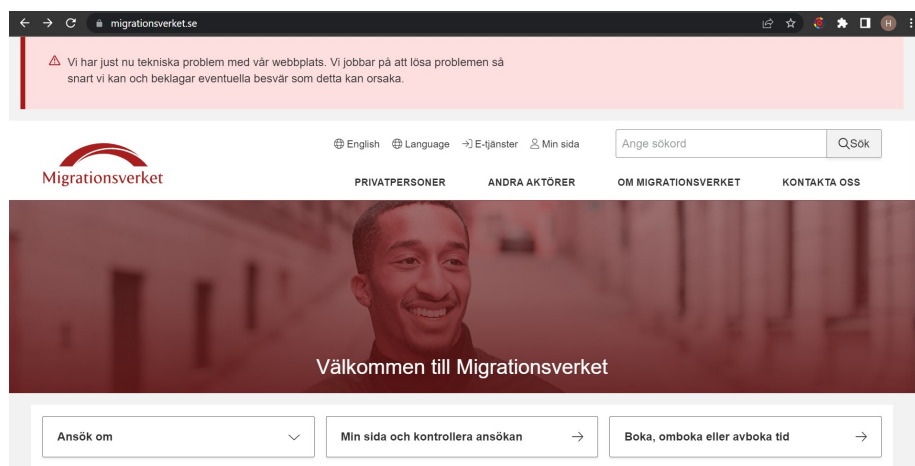 migrationsverket.se
H
Vi har just nu tekniska problem med vår webbplats. Vi jobbar på att lösa problemen så
snart vi kan och beklagar eventuella besvär som detta kan orsaka.
English Language E-tjänster Min sida Ange sökord Sök
Migrationsverket
PRIVATPERSONER ANDRA AKTÖRER OM MIGRATIONSVERKET KONTAKTA OSS
Välkommen till Migrationsverket
Ansök om Min sida och kontrollera ansökan Boka, omboka eller avboka tid